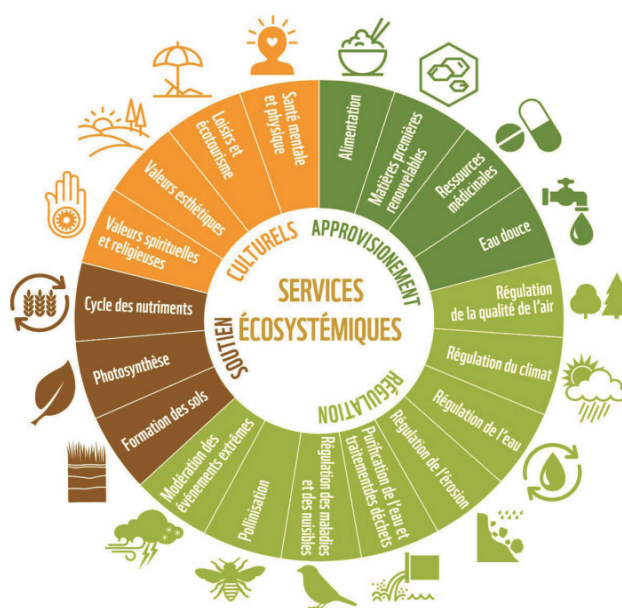 SERVICES
ÉCOSYSTÉMIQUES
CULTURELS
APPROVISIONEMENT
RÉGULATION
SOUTIEN
Alimentation
Matières premières
renouvelables
Ressources
médicinales
Eau douce
Régulation
de la qualité de l'air
Régulation du climat
Régulation de l'eau
Régulation de l'érosion
Purification de l'eau et
traitementdes déchets
Régulation des maladies
et des nuisibles
Pollinisation
Modération des
événements extrêmes
Formation des sols
Photosynthèse
Cycle des nutriments
Valeurs spirituelles
et religieuses
Valeurs esthétiques
Loisirs et
écotourisme
Santé mentale
et physique